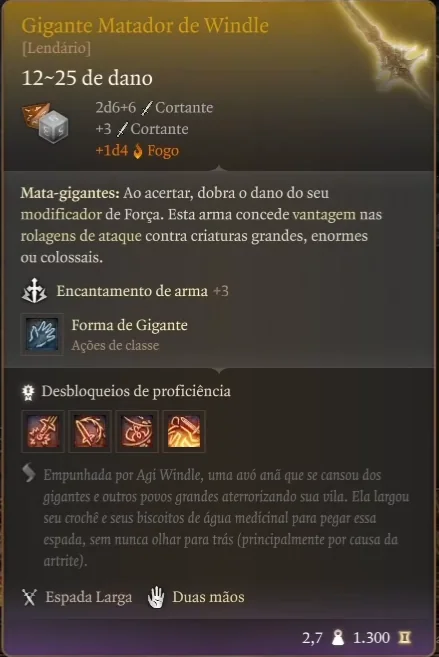 Gigante Matador de Windle
[Lendário]
12~25 de dano
2d6+6 Cortante
+3 Cortante
+1d4 Fogo
Mata-gigantes: Ao acertar, dobra o dano do seu
modificador de Força. Esta arma concede vantagem nas
rolagens de ataque contra criaturas grandes, enormes
ou colossais.
Encantamento de arma +3
Forma de Gigante
Ações de classe
Desbloqueios de proficiência
Empunhada por Agi Windle, uma avó anã que se cansou dos
gigantes e outros povos grandes aterrorizando sua vila. Ela largou
seu crochê e seus biscoitos de água medicinal para pegar essa
espada, sem nunca olhar para trás (principalmente por causa da
artrite).
Espada Larga Duas mãos
2,7 1.300